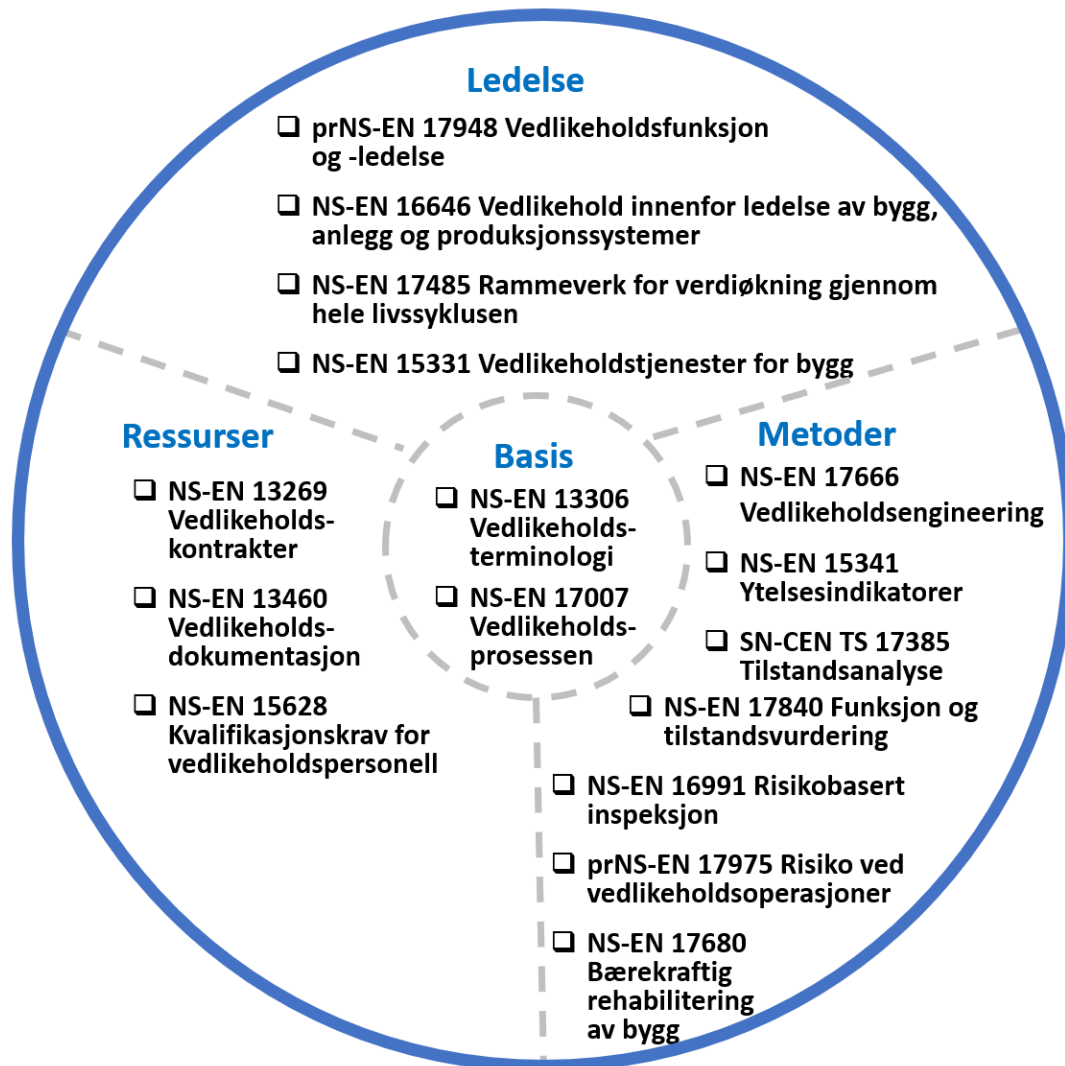 Ledelse
prNS-EN 17948 Vedlikeholdsfunksjon
og -ledelse
NS-EN 16646 Vedlikehold innenfor ledelse av bygg,
anlegg og produksjonssystemer
NS-EN 17485 Rammeverk for verdiøkning gjennom
hele livssyklusen
NS-EN 15331 Vedlikeholdstjenester for bygg
Ressurser
NS-EN 13269
Vedlikeholds-
kontrakter
NS-EN 13460
Vedlikeholds-
dokumentasjon
NS-EN 15628
Kvalifikasjonskrav for
vedlikeholdspersonell
Basis
NS-EN 13306
Vedlikeholds-
terminologi
NS-EN 17007
Vedlikeholds-
prosessen
Metoder
NS-EN 17666
Vedlikeholdsengineering
NS-EN 15341
Ytelsesindikatorer
SN-CEN TS 17385
Tilstandsanalyse
NS-EN 17840 Funksjon og
tilstandsvurdering
NS-EN 16991 Risikobasert
inspeksjon
prNS-EN 17975 Risiko ved
vedlikeholdsoperasjoner
NS-EN 17680
Bærekraftig
rehabilitering
av bygg